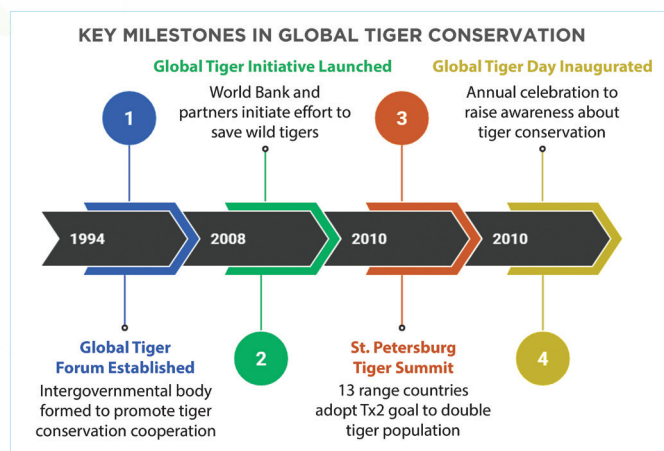 KEY MILESTONES IN GLOBAL TIGER CONSERVATION
1
1994
Global Tiger
Forum Established
Intergovernmental body
formed to promote tiger
conservation cooperation
Global Tiger Initiative Launched
World Bank and
partners initiate effort to
save wild tigers
2008
2
3
2010
St. Petersburg
Tiger Summit
13 range countries
adopt Tx2 goal to double
tiger population
Global Tiger Day Inaugurated
Annual celebration to
raise awareness about
tiger conservation
2010
4